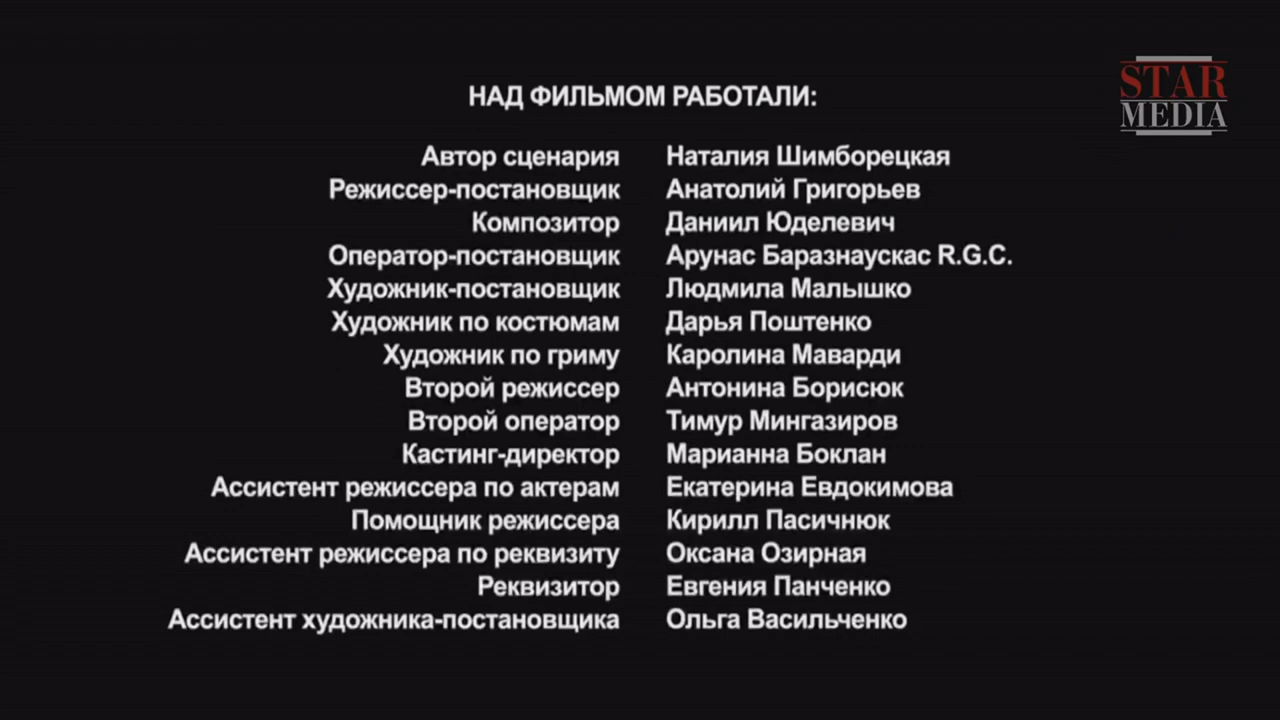 STAR
MEDIA
НАД ФИЛЬМОМ РАБОТАЛИ:
Автор сценария Наталия Шимборецкая
Режиссер-постановщик Анатолий Григорьев
Композитор Даниил Юделевич
Оператор-постановщик Арунас Баразнаускас R.G.C.
Художник-постановщик Людмила Малышко
Художник по костюмам Дарья Поштенко
Художник по гриму Каролина Маварди
Второй режиссер Антонина Борисюк
Второй оператор Тимур Мингазиров
Кастинг-директор Марианна Боклан
Ассистент режиссера по актерам Екатерина Евдокимова
Помощник режиссера Кирилл Пасичнюк
Ассистент режиссера по реквизиту Оксана Озирная
Реквизитор Евгения Панченко
Ассистент художника-постановщика Ольга Васильченко